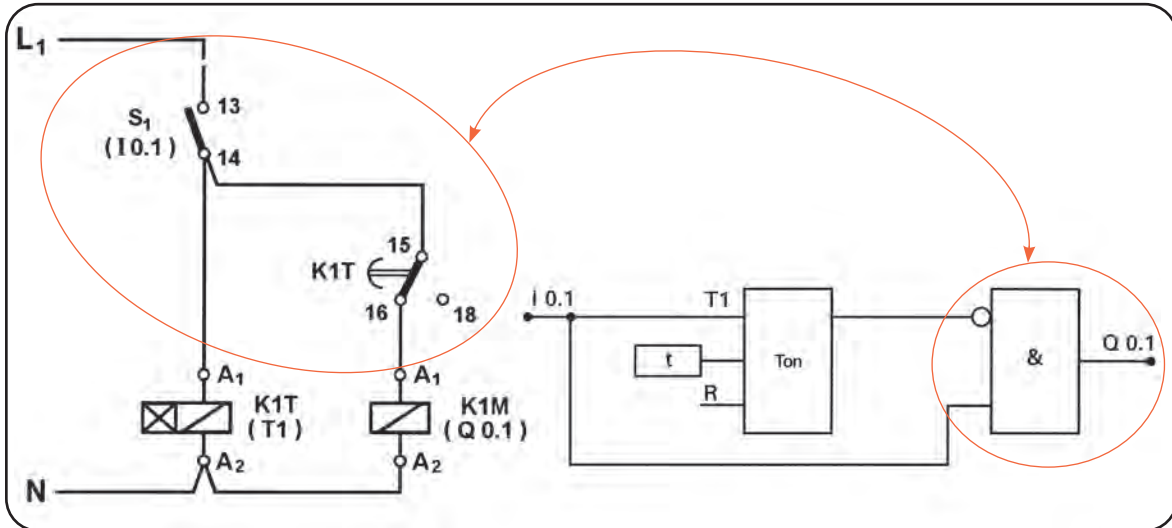 L₁
13
S₁
(I 0.1)
14
15
K1T
16
18
A₁
A₁
K1T
(T1)
K1M
(Q 0.1)
A₂
A₂
N
I 0.1
T1
t
Ton
R
&
Q 0.1